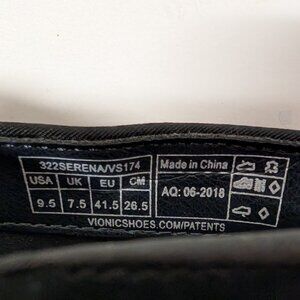 322SERENA/VS174
USA UK EU CM
9.5 7.5 41.5 26.5
Made in China
AQ: 06-2018
VIONICSHOES.COM/PATENTS